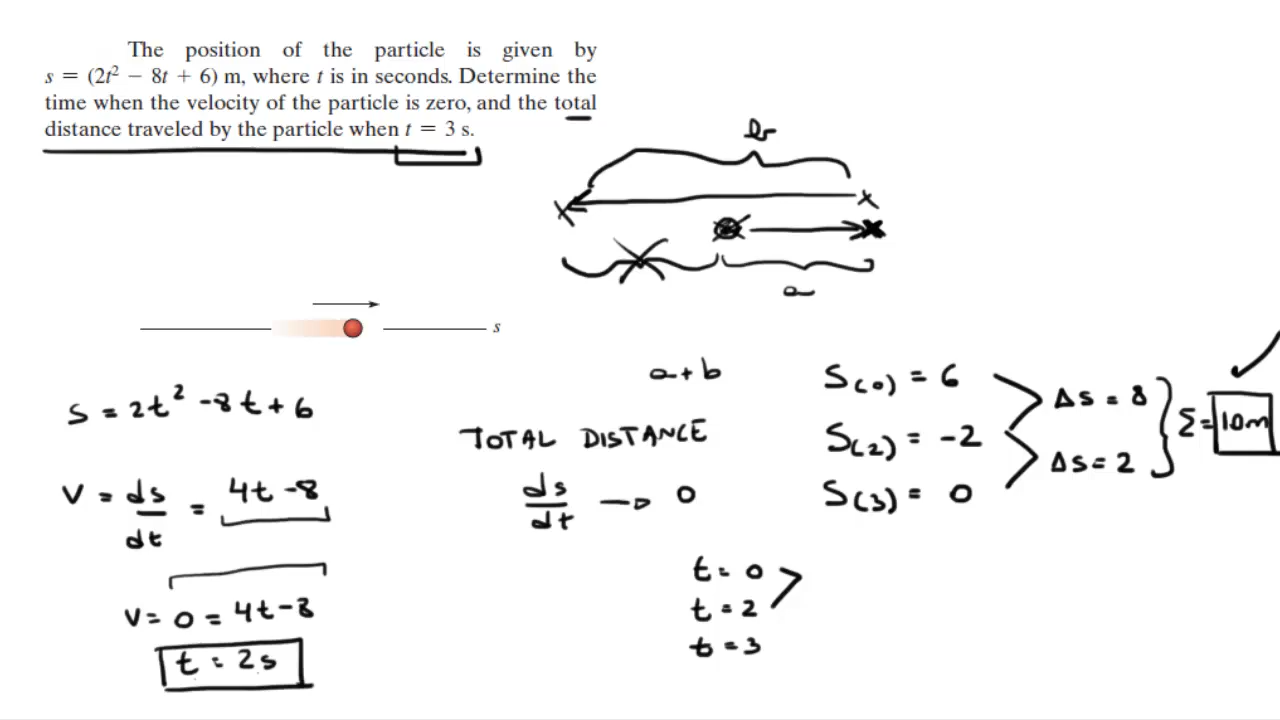 The position of the particle is given by
s = (2t² − 8t + 6) m, where t is in seconds. Determine the
time when the velocity of the particle is zero, and the total
distance traveled by the particle when t = 3 s.
b
a
s
S = 2t² -8t + 6
V = ds/dt = 4t -8
V = 0 = 4t-8
t = 2s
a+b
TOTAL DISTANCE
ds/dt → 0
t = 0
t = 2
t = 3
S(0) = 6
S(2) = -2
S(3) = 0
Δs = 8
Δs = 2
Σ = 10m